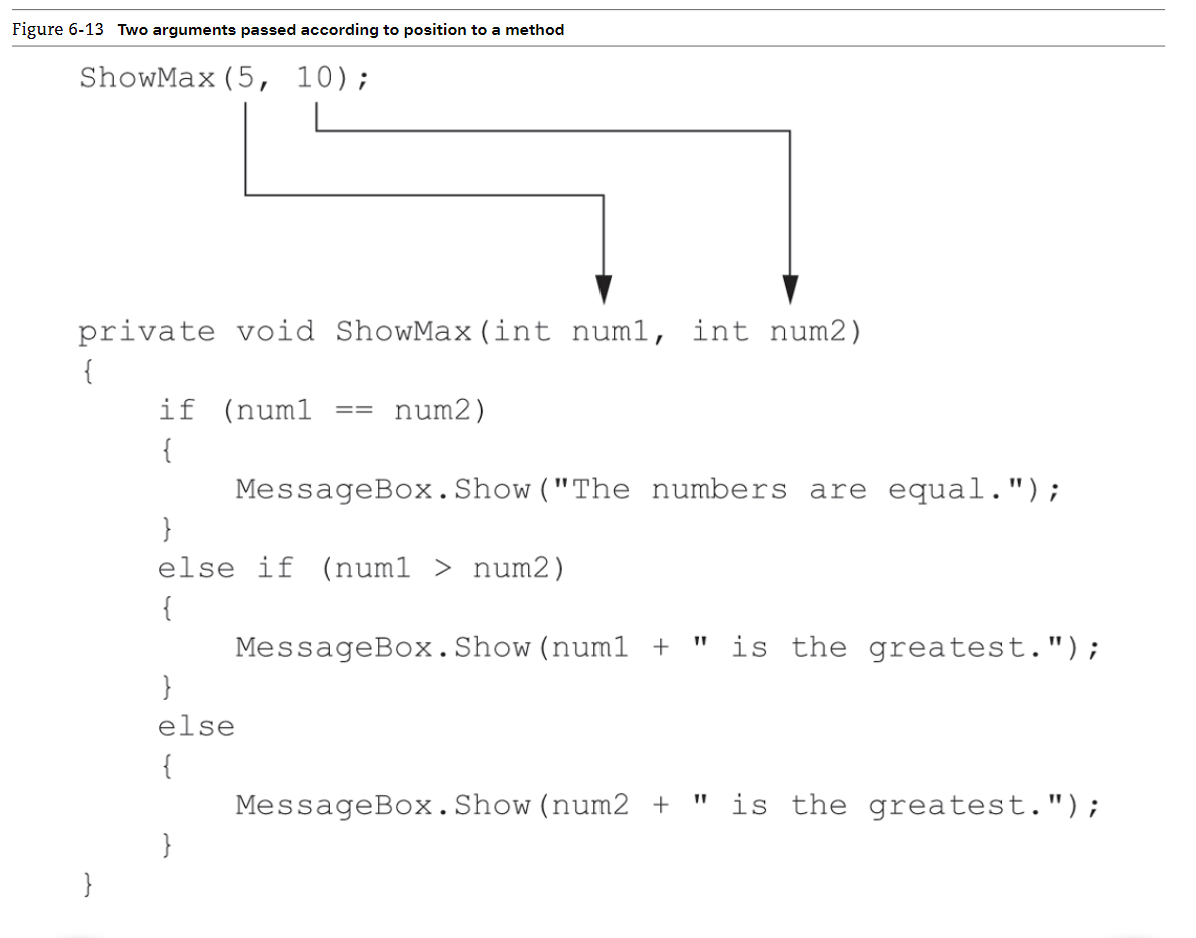 Figure 6-13 Two arguments passed according to position to a method
ShowMax(5, 10);
private void ShowMax(int num1, int num2)
{
if (num1 == num2)
{
MessageBox.Show("The numbers are equal.");
}
else if (num1 > num2)
{
MessageBox.Show(num1 + " is the greatest.");
}
else
{
MessageBox.Show(num2 + " is the greatest.");
}
}